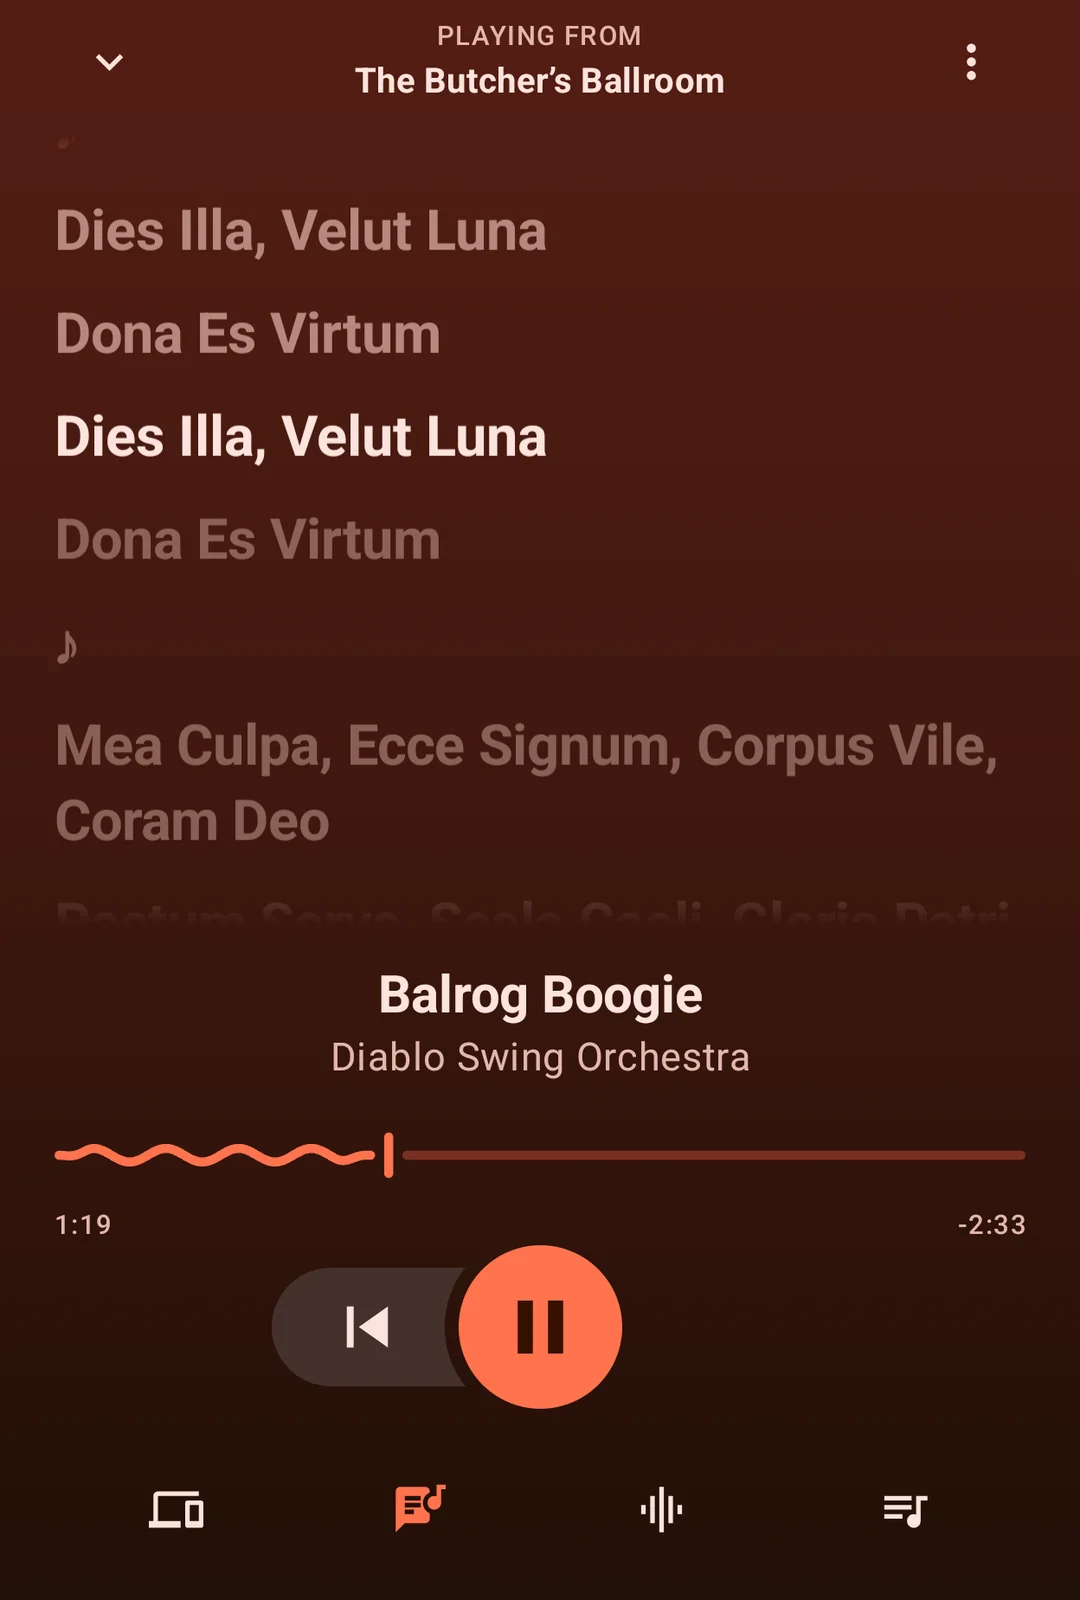 PLAYING FROM
The Butcher’s Ballroom
Dies Illa, Velut Luna
Dona Es Virtum
Dies Illa, Velut Luna
Dona Es Virtum
♪
Mea Culpa, Ecce Signum, Corpus Vile,
Coram Deo
Balrog Boogie
Diablo Swing Orchestra
1:19
-2:33